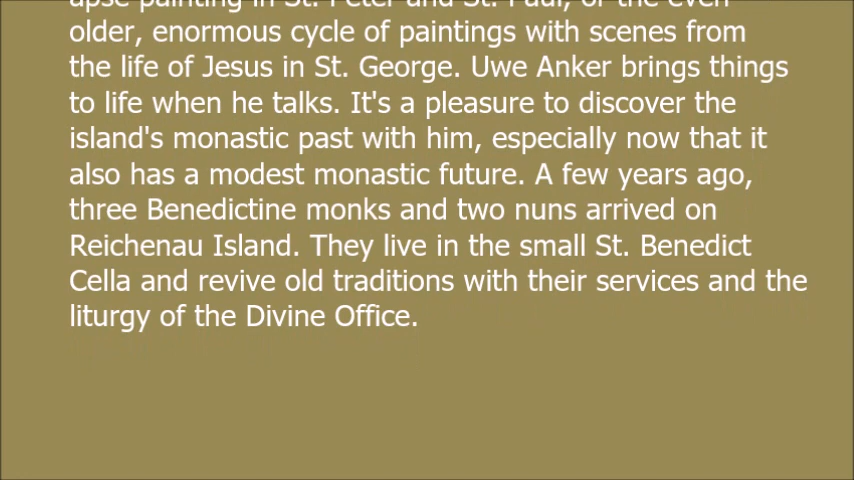 apse painting in St. Peter and St. Paul, or the even
older, enormous cycle of paintings with scenes from
the life of Jesus in St. George. Uwe Anker brings things
to life when he talks. It's a pleasure to discover the
island's monastic past with him, especially now that it
also has a modest monastic future. A few years ago,
three Benedictine monks and two nuns arrived on
Reichenau Island. They live in the small St. Benedict
Cella and revive old traditions with their services and the
liturgy of the Divine Office.